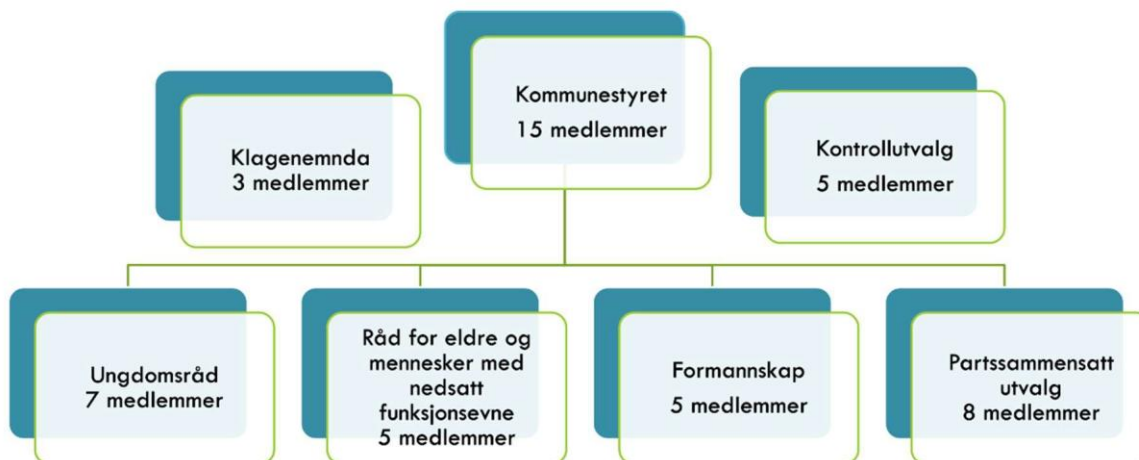 Kommunestyret
15 medlemmer
Klagenemnda
3 medlemmer
Kontrollutvalg
5 medlemmer
Ungdomsråd
7 medlemmer
Råd for eldre og
mennesker med
nedsatt
funksjonsevne
5 medlemmer
Formannskap
5 medlemmer
Partssammensatt
utvalg
8 medlemmer